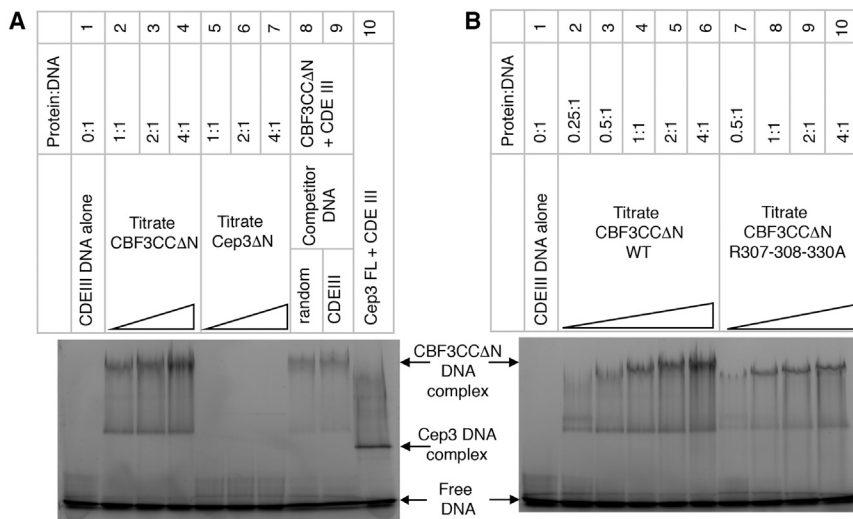 A
1 2 3 4 5 6 7 8 9 10
Protein:DNA
0:1
1:1
2:1
4:1
1:1
2:1
4:1
CBF3CCΔN
+ CDE III
CDEIII DNA alone
Titrate
CBF3CCΔN
Titrate
Cep3ΔN
Competitor
DNA
random
CDEIII
Cep3 FL + CDE III
B
1 2 3 4 5 6 7 8 9 10
Protein:DNA
0:1
0.25:1
0.5:1
1:1
2:1
4:1
0.5:1
1:1
2:1
4:1
CDEIII DNA alone
Titrate
CBF3CCΔN
WT
Titrate
CBF3CCΔN
R307-308-330A
CBF3CCΔN
DNA
complex
Cep3 DNA
complex
Free
DNA